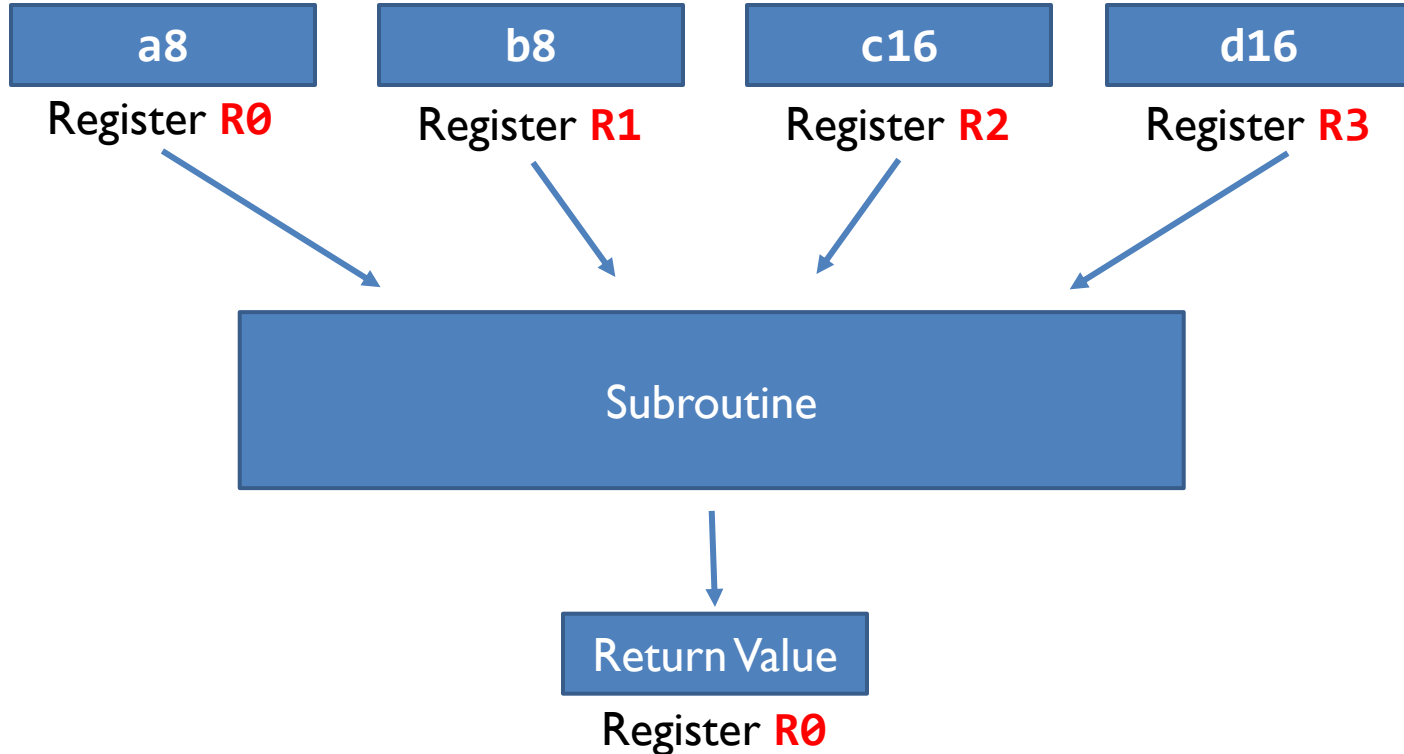 a8 b8 c16 d16
Register R0 Register R1 Register R2 Register R3
Subroutine
Return Value
Register R0